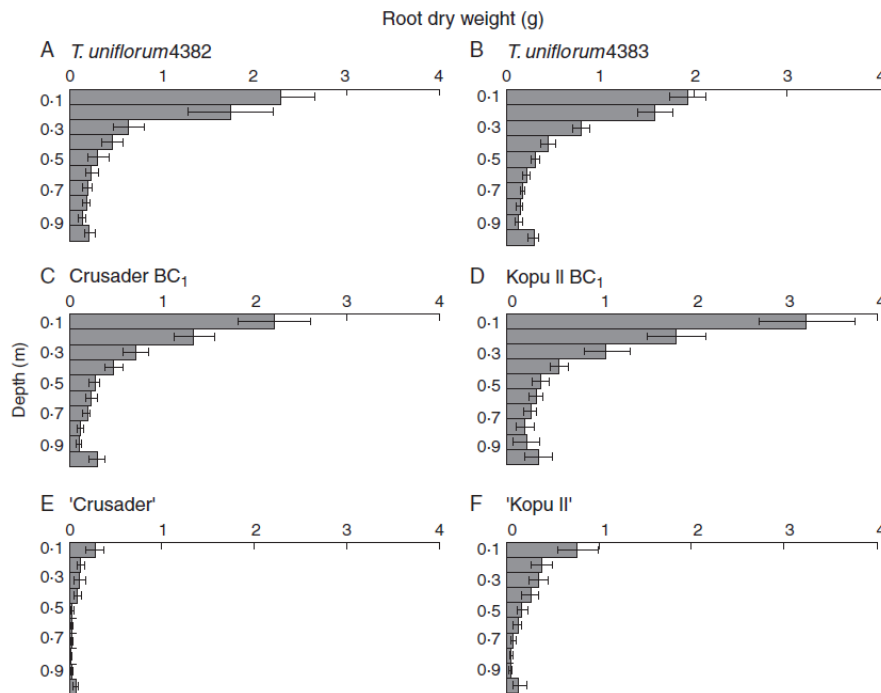 Root dry weight (g)
A T. uniflorum4382
B T. uniflorum4383
0 1 2 3 4
0 1 2 3 4
0·1
0·3
0·5
0·7
0·9
0·1
0·3
0·5
0·7
0·9
C Crusader BC₁
D Kopu II BC₁
0 1 2 3 4
0 1 2 3 4
Depth (m)
0·1
0·3
0·5
0·7
0·9
0·1
0·3
0·5
0·7
0·9
E 'Crusader'
F 'Kopu II'
0 1 2 3 4
0 1 2 3 4
0·1
0·3
0·5
0·7
0·9
0·1
0·3
0·5
0·7
0·9